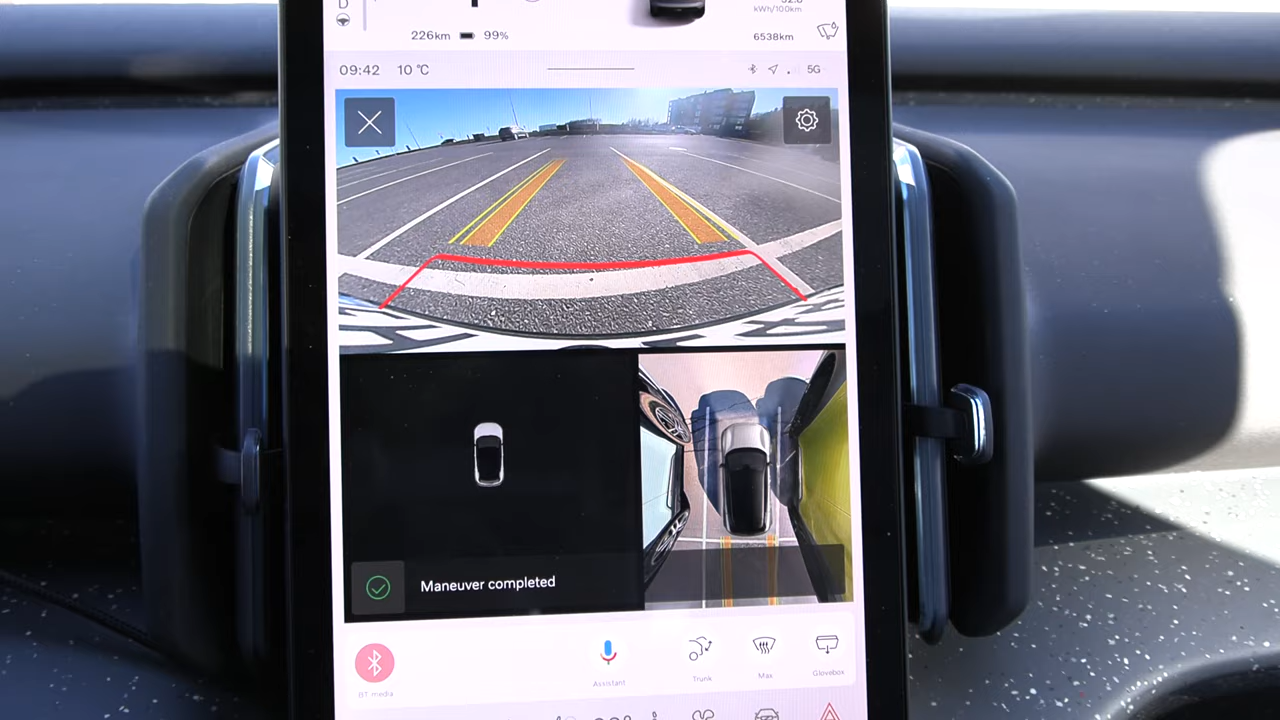 D
kWh/100km
226km 99% 6538km
09:42 10 °C 5G
Maneuver completed
BT media Assistant Trunk Max Glovebox